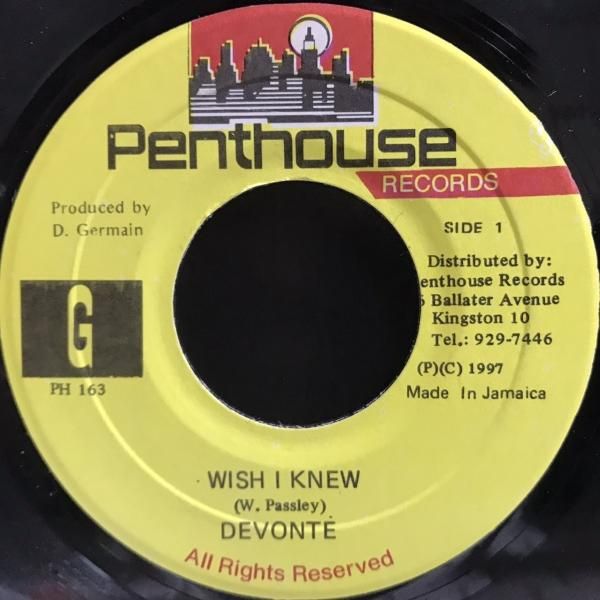 Penthouse
RECORDS
Produced by
D. Germain
SIDE 1
Distributed by:
enthouse Records
Ballater Avenue
Kingston 10
Tel.: 929-7446
G
PH 163
(P)(C) 1997
Made In Jamaica
WISH I KNEW
(W. Passley)
DEVONTE
All Rights Reserved